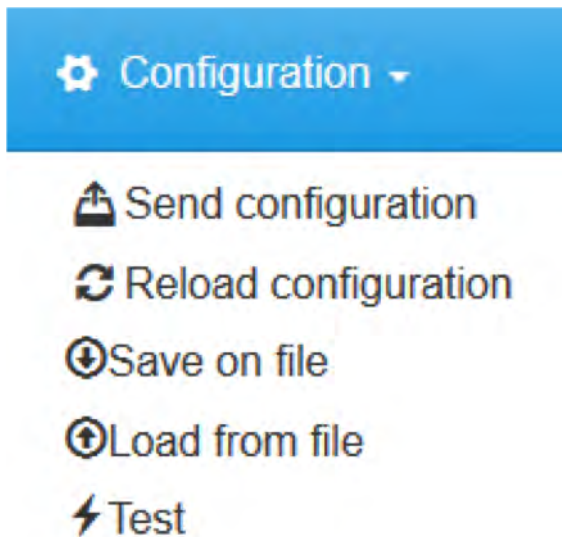 Configuration
Send configuration
Reload configuration
Save on file
Load from file
Test